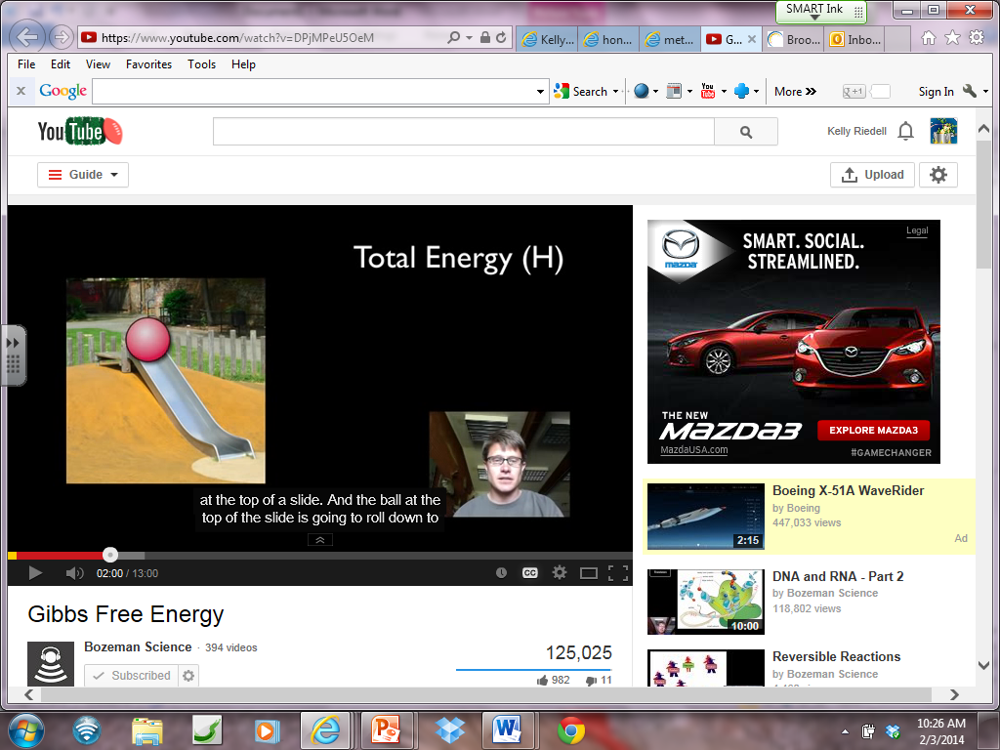 SMART Ink
https://www.youtube.com/watch?v=DPjMPeU5OeM
Kelly...
hon...
met...
G...
Broo...
Inbo...
File Edit View Favorites Tools Help
x Google Search More » +1 Sign In
YouTube
Kelly Riedell
Guide
Upload
Total Energy (H)
at the top of a slide. And the ball at the
top of the slide is going to roll down to
02:00 / 13:00
CC
Gibbs Free Energy
Bozeman Science · 394 videos
Subscribed
125,025
982 11
Legal
mazda
SMART. SOCIAL.
STREAMLINED.
THE NEW
mazda3
MazdaUSA.com
EXPLORE MAZDA3
#GAMECHANGER
Boeing X-51A WaveRider
by Boeing
447,033 views
Ad
2:15
DNA and RNA - Part 2
by Bozeman Science
118,802 views
10:00
Reversible Reactions
by Bozeman Science
10:26 AM
2/3/2014